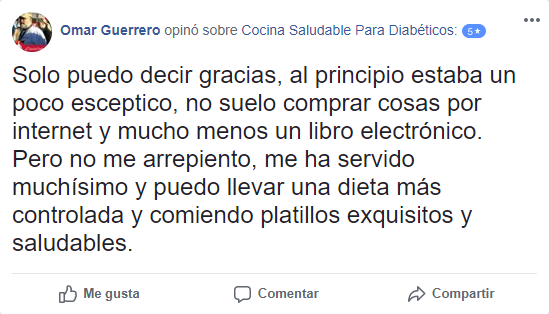 Omar Guerrero opinó sobre Cocina Saludable Para Diabéticos: 5★
Solo puedo decir gracias, al principio estaba un
poco esceptico, no suelo comprar cosas por
internet y mucho menos un libro electrónico.
Pero no me arrepiento, me ha servido
muchísimo y puedo llevar una dieta más
controlada y comiendo platillos exquisitos y
saludables.
Me gusta Comentar Compartir